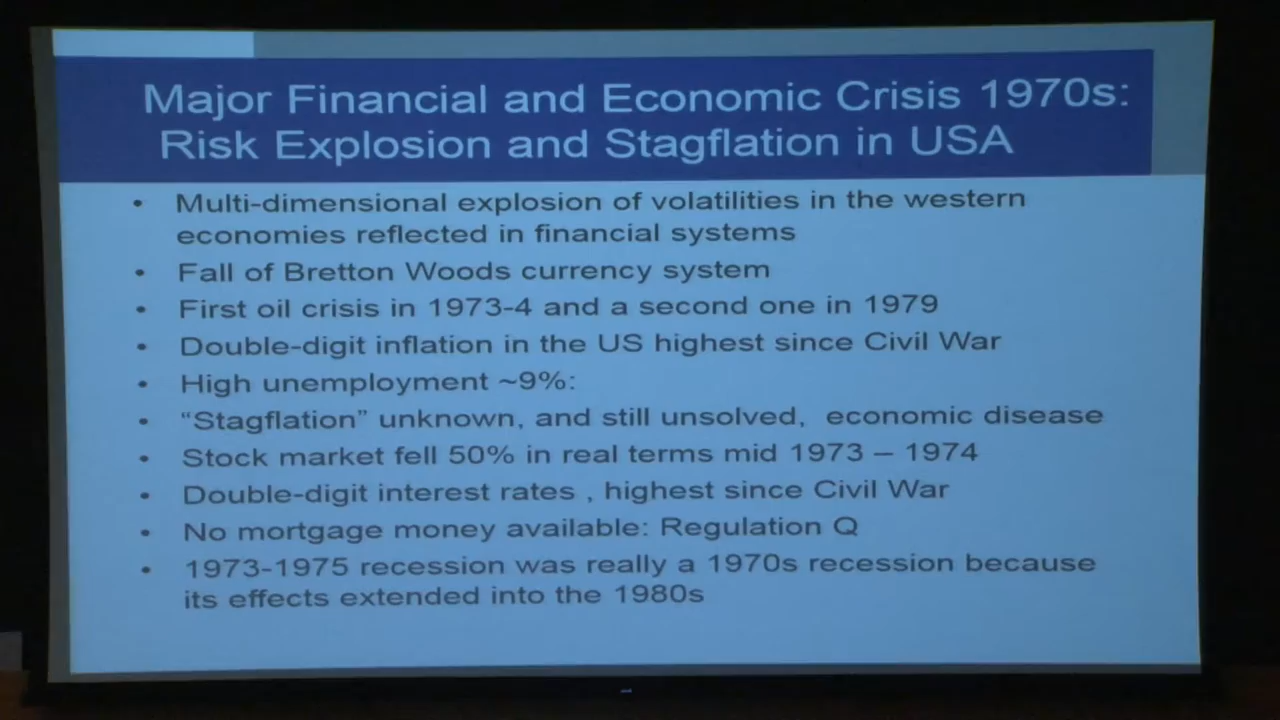 Major Financial and Economic Crisis 1970s:
Risk Explosion and Stagflation in USA
• Multi-dimensional explosion of volatilities in the western
economies reflected in financial systems
• Fall of Bretton Woods currency system
• First oil crisis in 1973-4 and a second one in 1979
• Double-digit inflation in the US highest since Civil War
• High unemployment ~9%:
• “Stagflation” unknown, and still unsolved, economic disease
• Stock market fell 50% in real terms mid 1973 – 1974
• Double-digit interest rates , highest since Civil War
• No mortgage money available: Regulation Q
• 1973-1975 recession was really a 1970s recession because
its effects extended into the 1980s